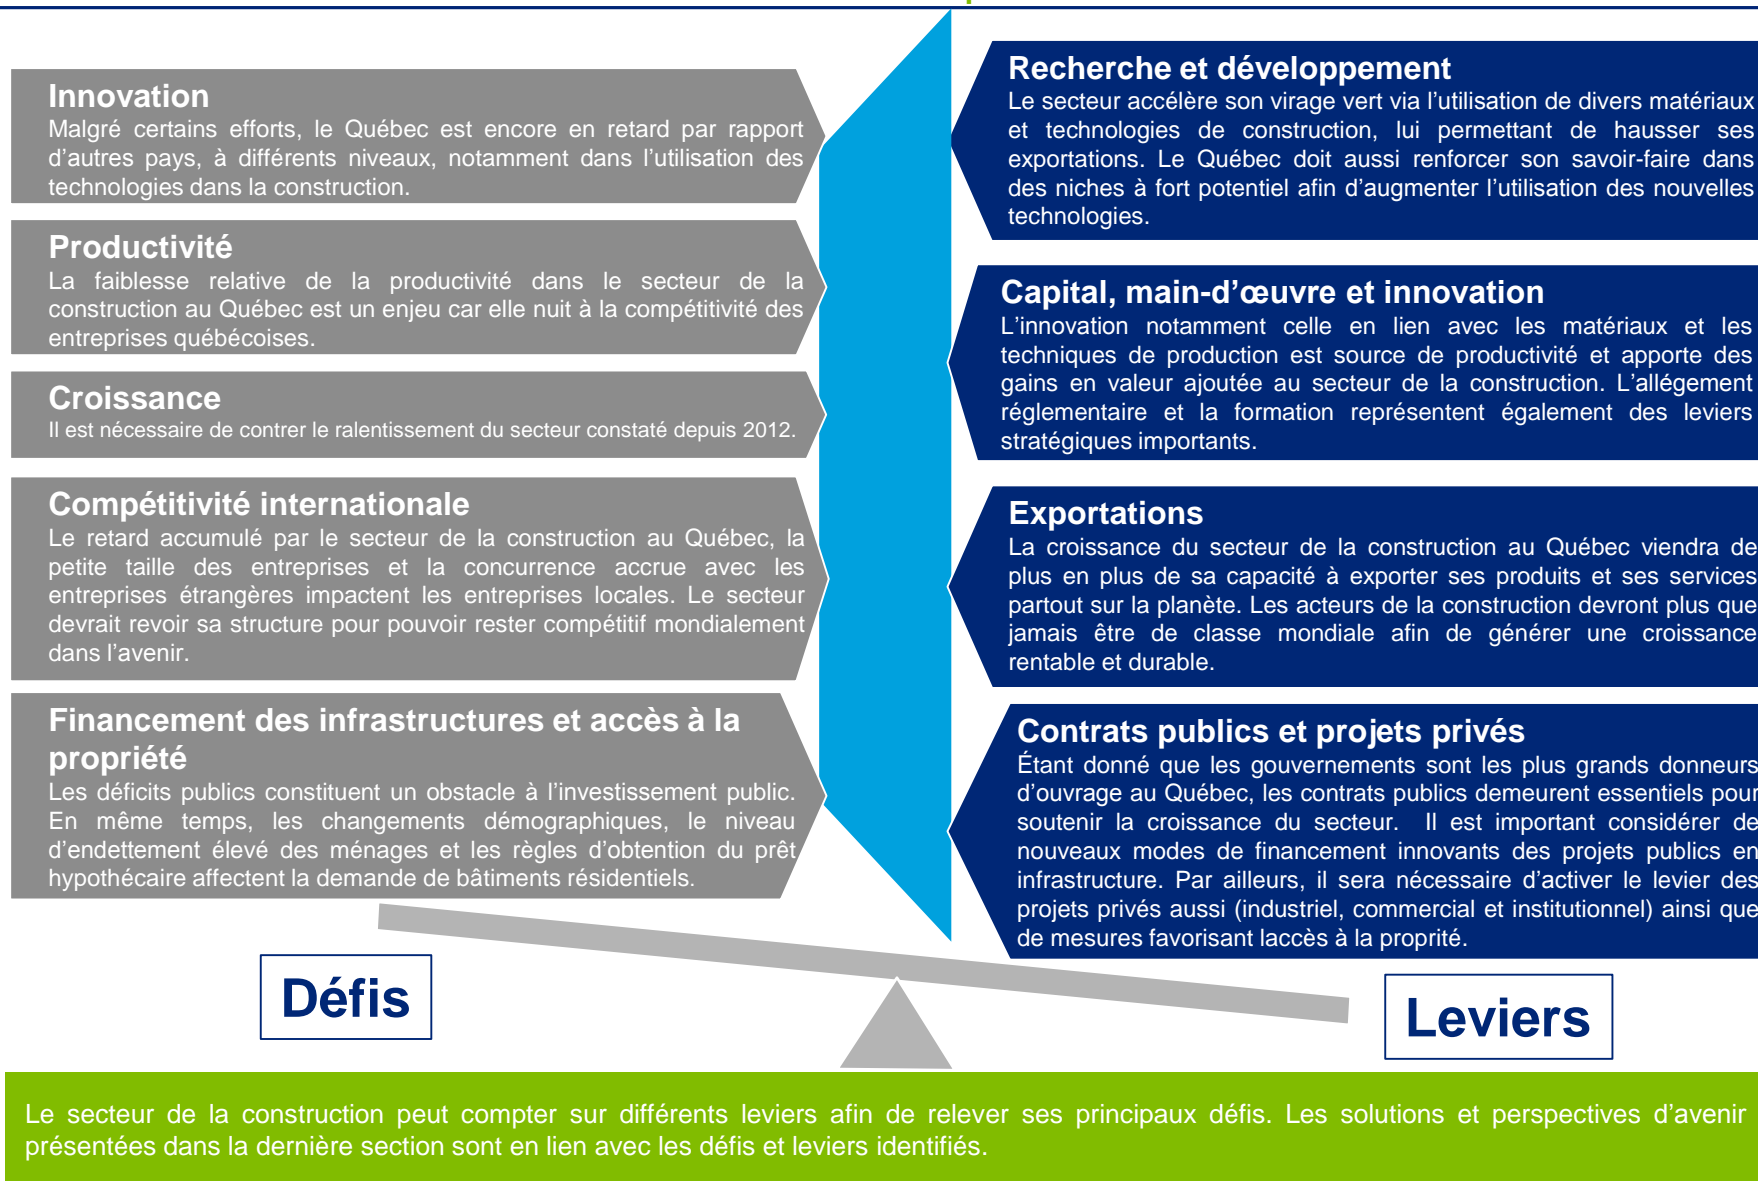 Innovation
Malgré certains efforts, le Québec est encore en retard par rapport
d’autres pays, à différents niveaux, notamment dans l’utilisation des
technologies dans la construction.
Productivité
La faiblesse relative de la productivité dans le secteur de la
construction au Québec est un enjeu car elle nuit à la compétitivité des
entreprises québécoises.
Croissance
Il est nécessaire de contrer le ralentissement du secteur constaté depuis 2012.
Compétitivité internationale
Le retard accumulé par le secteur de la construction au Québec, la
petite taille des entreprises et la concurrence accrue avec les
entreprises étrangères impactent les entreprises locales. Le secteur
devrait revoir sa structure pour pouvoir rester compétitif mondialement
dans l’avenir.
Financement des infrastructures et accès à la
propriété
Les déficits publics constituent un obstacle à l’investissement public.
En même temps, les changements démographiques, le niveau
d’endettement élevé des ménages et les règles d’obtention du prêt
hypothécaire affectent la demande de bâtiments résidentiels.
Défis
Recherche et développement
Le secteur accélère son virage vert via l’utilisation de divers matériaux
et technologies de construction, lui permettant de hausser ses
exportations. Le Québec doit aussi renforcer son savoir-faire dans
des niches à fort potentiel afin d’augmenter l’utilisation des nouvelles
technologies.
Capital, main-d’œuvre et innovation
L’innovation notamment celle en lien avec les matériaux et les
techniques de production est source de productivité et apporte des
gains en valeur ajoutée au secteur de la construction. L’allégement
réglementaire et la formation représentent également des leviers
stratégiques importants.
Exportations
La croissance du secteur de la construction au Québec viendra de
plus en plus de sa capacité à exporter ses produits et ses services
partout sur la planète. Les acteurs de la construction devront plus que
jamais être de classe mondiale afin de générer une croissance
rentable et durable.
Contrats publics et projets privés
Étant donné que les gouvernements sont les plus grands donneurs
d’ouvrage au Québec, les contrats publics demeurent essentiels pour
soutenir la croissance du secteur. Il est important considérer de
nouveaux modes de financement innovants des projets publics en
infrastructure. Par ailleurs, il sera nécessaire d’activer le levier des
projets privés aussi (industriel, commercial et institutionnel) ainsi que
de mesures favorisant laccès à la proprité.
Leviers
Le secteur de la construction peut compter sur différents leviers afin de relever ses principaux défis. Les solutions et perspectives d’avenir
présentées dans la dernière section sont en lien avec les défis et leviers identifiés.